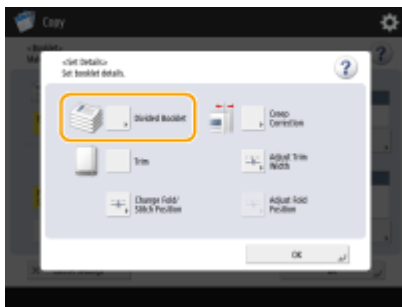 Copy
<Set Details>
Set booklet details.
?
Divided Booklet
Creep
Correction
Trim
Adjust Trim
Width
Change Fold/
Stitch Position
Adjust Fold
Position
OK